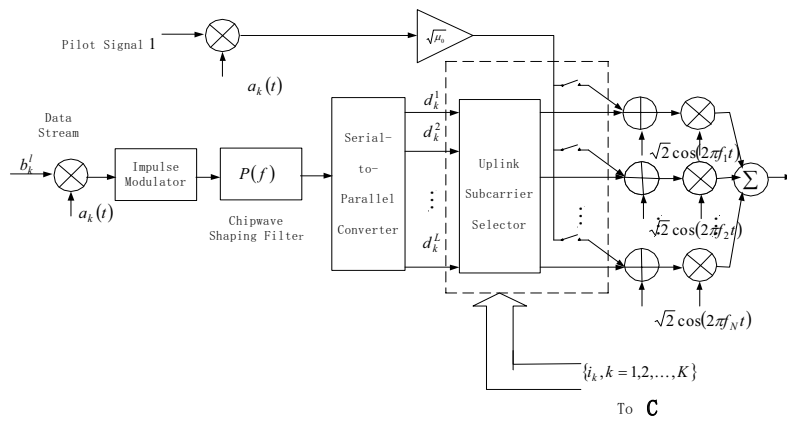 Pilot Signal 1
√μ₀
a_k(t)
Data
Stream
b_k^l
a_k(t)
Impulse
Modulator
P(f)
Chipwave
Shaping Filter
Serial-
to-
Parallel
Converter
d_k^1
d_k^2
⋮
d_k^L
Uplink
Subcarrier
Selector
⋮
√2 cos(2πf_1t)
√2 cos(2πf_2t)
√2 cos(2πf_Nt)
Σ
{i_k, k = 1,2,…,K}
To C